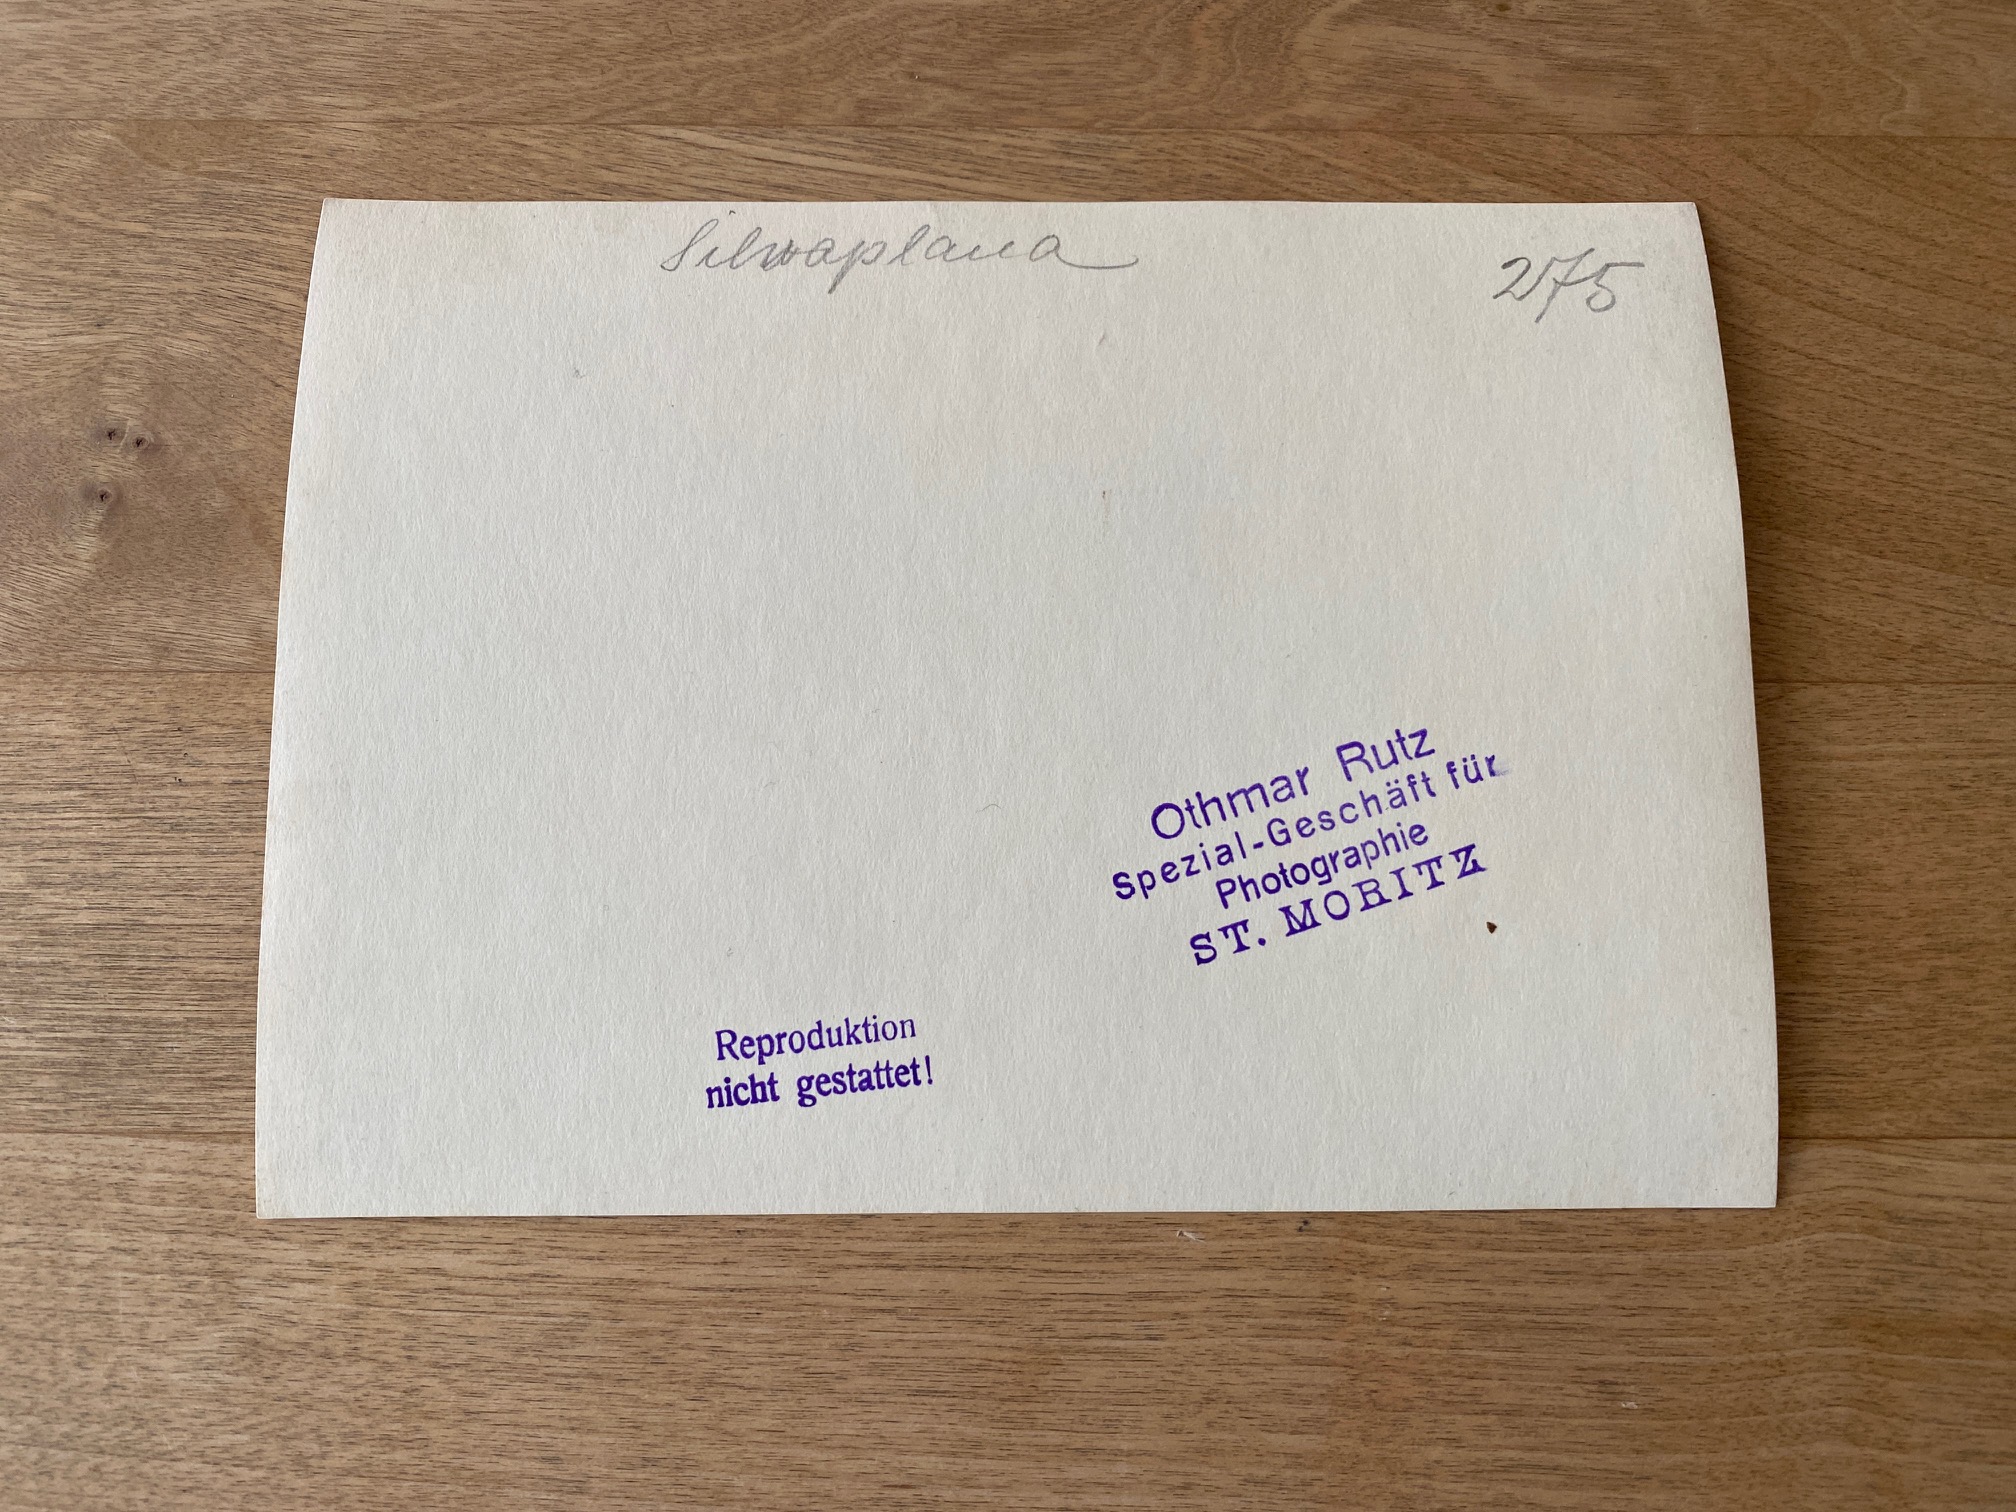 Silvaplana
275
Othmar Rutz
Spezial-Geschäft für
Photographie
ST. MORITZ
Reproduktion
nicht gestattet!